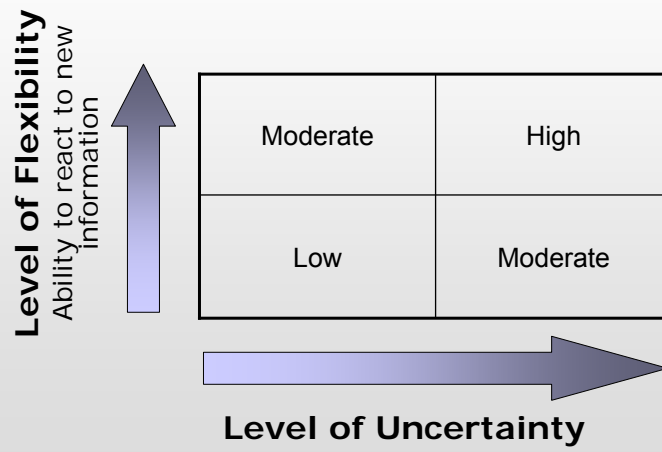 Level of Flexibility
Ability to react to new
information
Moderate
High
Low
Moderate
Level of Uncertainty